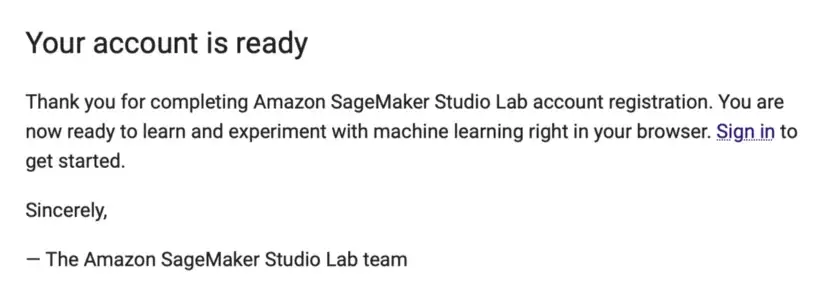 Your account is ready
Thank you for completing Amazon SageMaker Studio Lab account registration. You are
now ready to learn and experiment with machine learning right in your browser. Sign in to
get started.
Sincerely,
— The Amazon SageMaker Studio Lab team